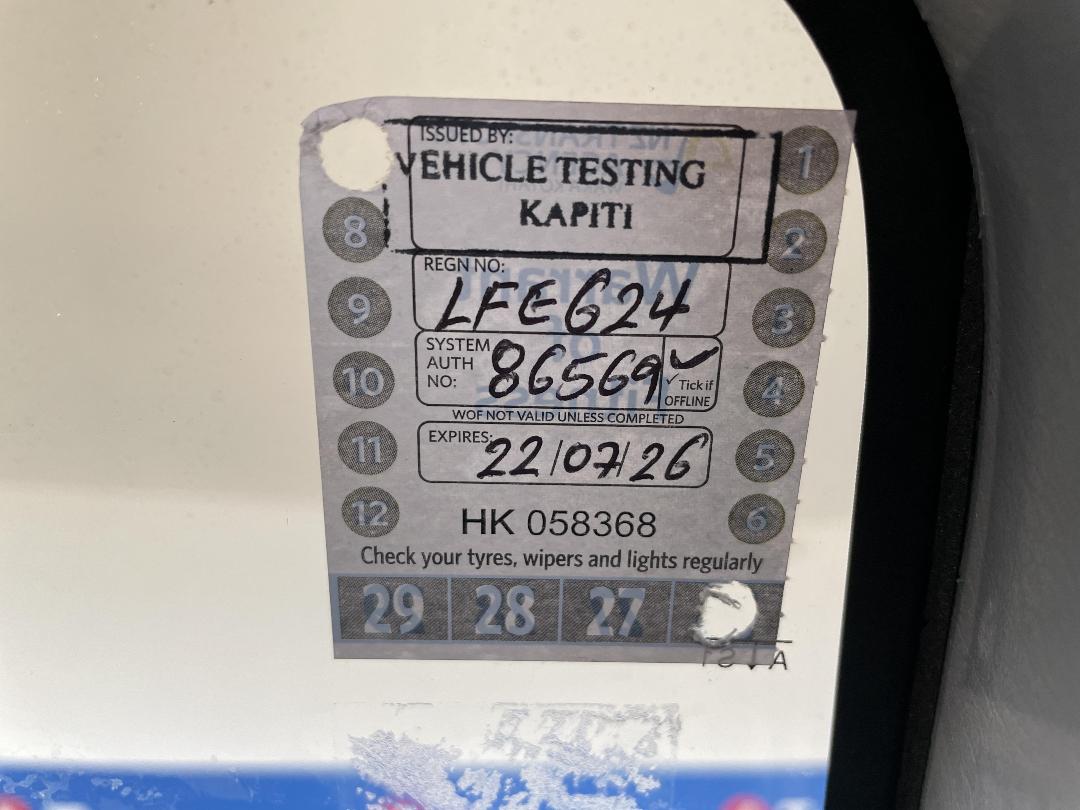 ISSUED BY:
VEHICLE TESTING
KAPITI
1
8
2
REGN NO:
LFE624
9
3
SYSTEM
AUTH
NO:
86569
✓
✓ Tick if
OFFLINE
10
4
WOF NOT VALID UNLESS COMPLETED
EXPIRES:
22/07/26
11
5
12
HK 058368
6
Check your tyres, wipers and lights regularly
29 28 27